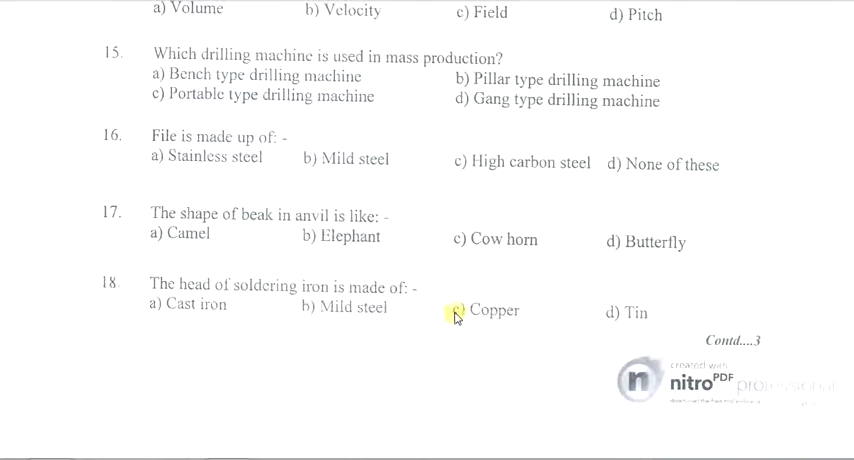 a) Volume b) Velocity c) Field d) Pitch
15. Which drilling machine is used in mass production?
a) Bench type drilling machine b) Pillar type drilling machine
c) Portable type drilling machine d) Gang type drilling machine
16. File is made up of: -
a) Stainless steel b) Mild steel c) High carbon steel d) None of these
17. The shape of beak in anvil is like: -
a) Camel b) Elephant c) Cow horn d) Butterfly
18. The head of soldering iron is made of: -
a) Cast iron b) Mild steel c) Copper d) Tin
Contd....3
created with
nitro PDF professional